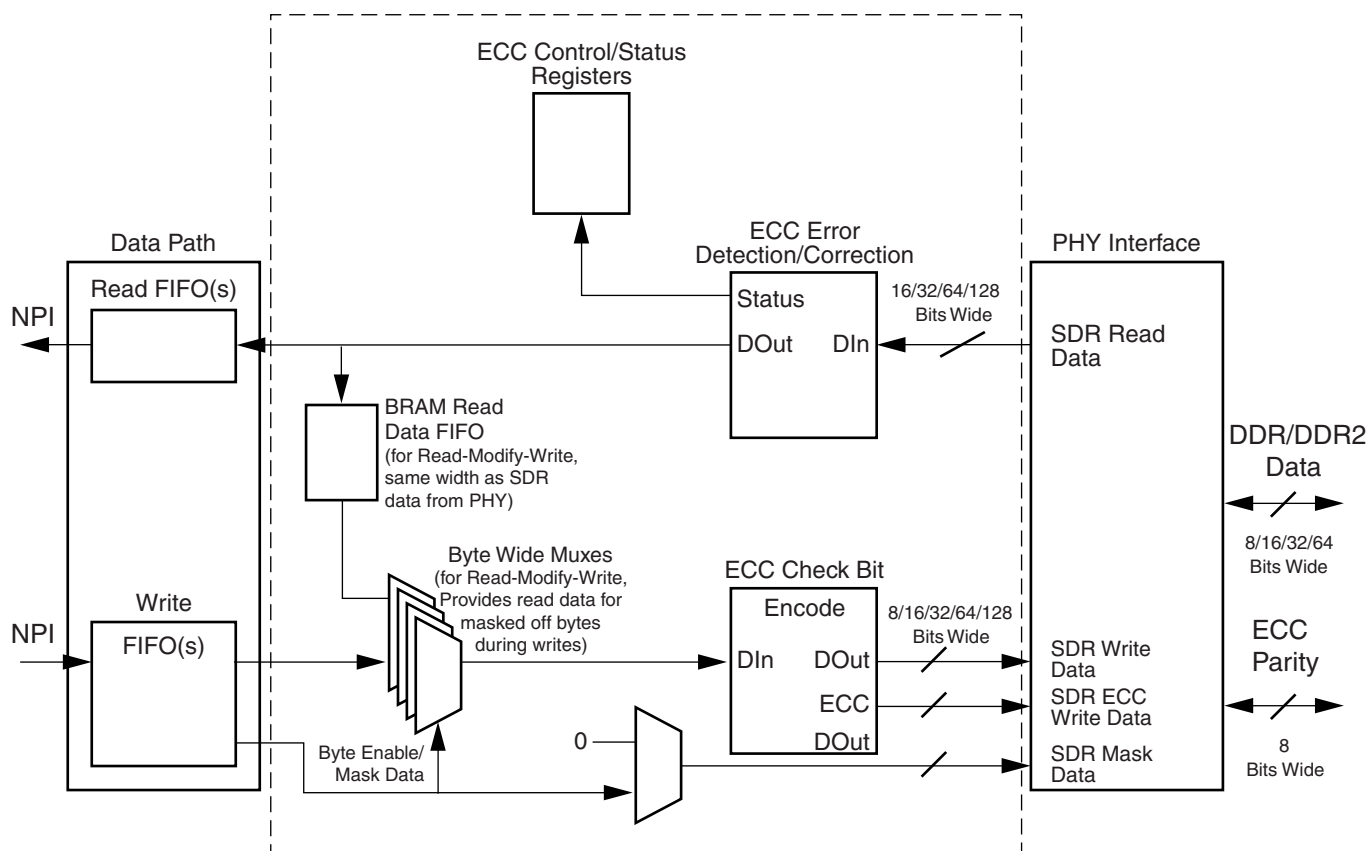 ECC Control/Status
Registers
Data Path
Read FIFO(s)
NPI
ECC Error
Detection/Correction
Status
DOut
DIn
16/32/64/128
Bits Wide
PHY Interface
SDR Read
Data
BRAM Read
Data FIFO
(for Read-Modify-Write,
same width as SDR
data from PHY)
DDR/DDR2
Data
8/16/32/64
Bits Wide
Byte Wide Muxes
(for Read-Modify-Write,
Provides read data for
masked off bytes
during writes)
Write
FIFO(s)
NPI
ECC Check Bit
Encode
DIn
DOut
ECC
DOut
8/16/32/64/128
Bits Wide
SDR Write
Data
SDR ECC
Write Data
SDR Mask
Data
ECC
Parity
8
Bits Wide
0
Byte Enable/
Mask Data